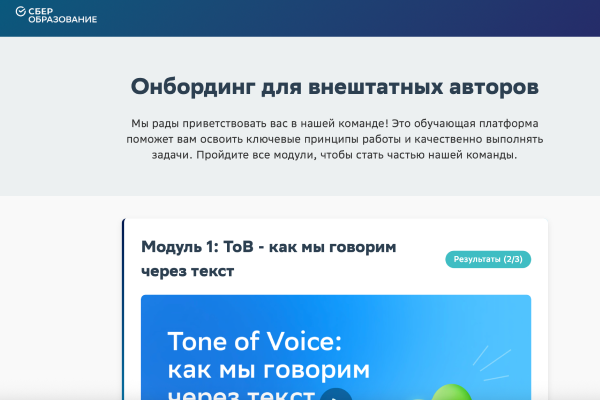 СБЕР
ОБРАЗОВАНИЕ
Онбординг для внештатных авторов
Мы рады приветствовать вас в нашей команде! Это обучающая платформа
поможет вам освоить ключевые принципы работы и качественно выполнять
задачи. Пройдите все модули, чтобы стать частью нашей команды.
Модуль 1: ToB - как мы говорим
через текст
Результаты (2/3)
Tone of Voice:
как мы говорим
через текст